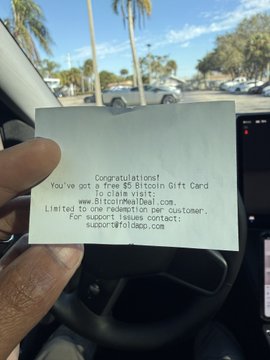 Congratulations!
You've got a free $5 Bitcoin Gift Card
To claim visit:
www.BitcoinMealDeal.com.
Limited to one redemption per customer.
For support issues contact:
support@foldapp.com